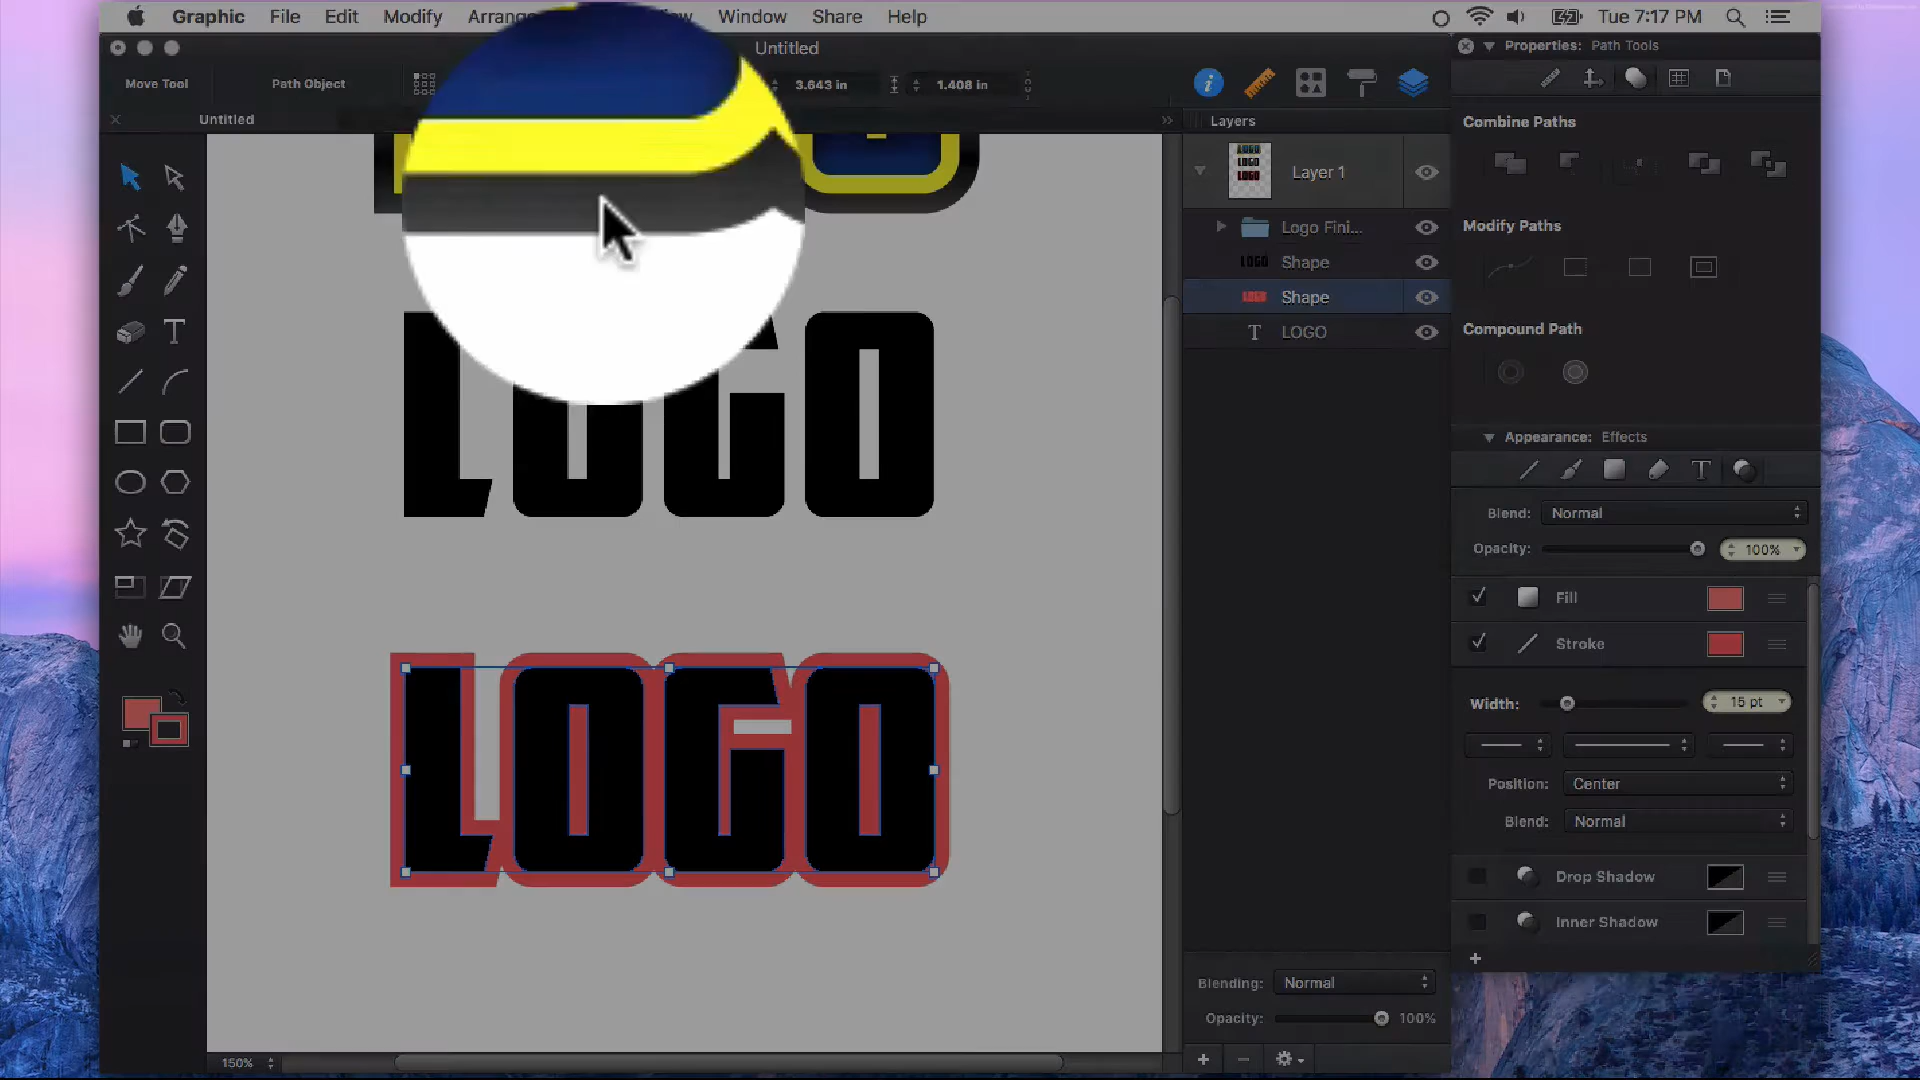 Graphic File Edit Modify Window Share Help Tue 7:17 PM
Untitled
Properties: Path Tools
Move Tool Path Object 3.643 in 1.408 in
Untitled
Layers
Combine Paths
Layer 1
Modify Paths
Logo Fini...
Shape
Shape
LOGO
Compound Path
Appearance: Effects
Blend: Normal
Opacity: 100%
Fill
Stroke
Width: 15 pt
Position: Center
Blend: Normal
Drop Shadow
Inner Shadow
LOGO
LOGO
Blending: Normal
Opacity: 100%
150%